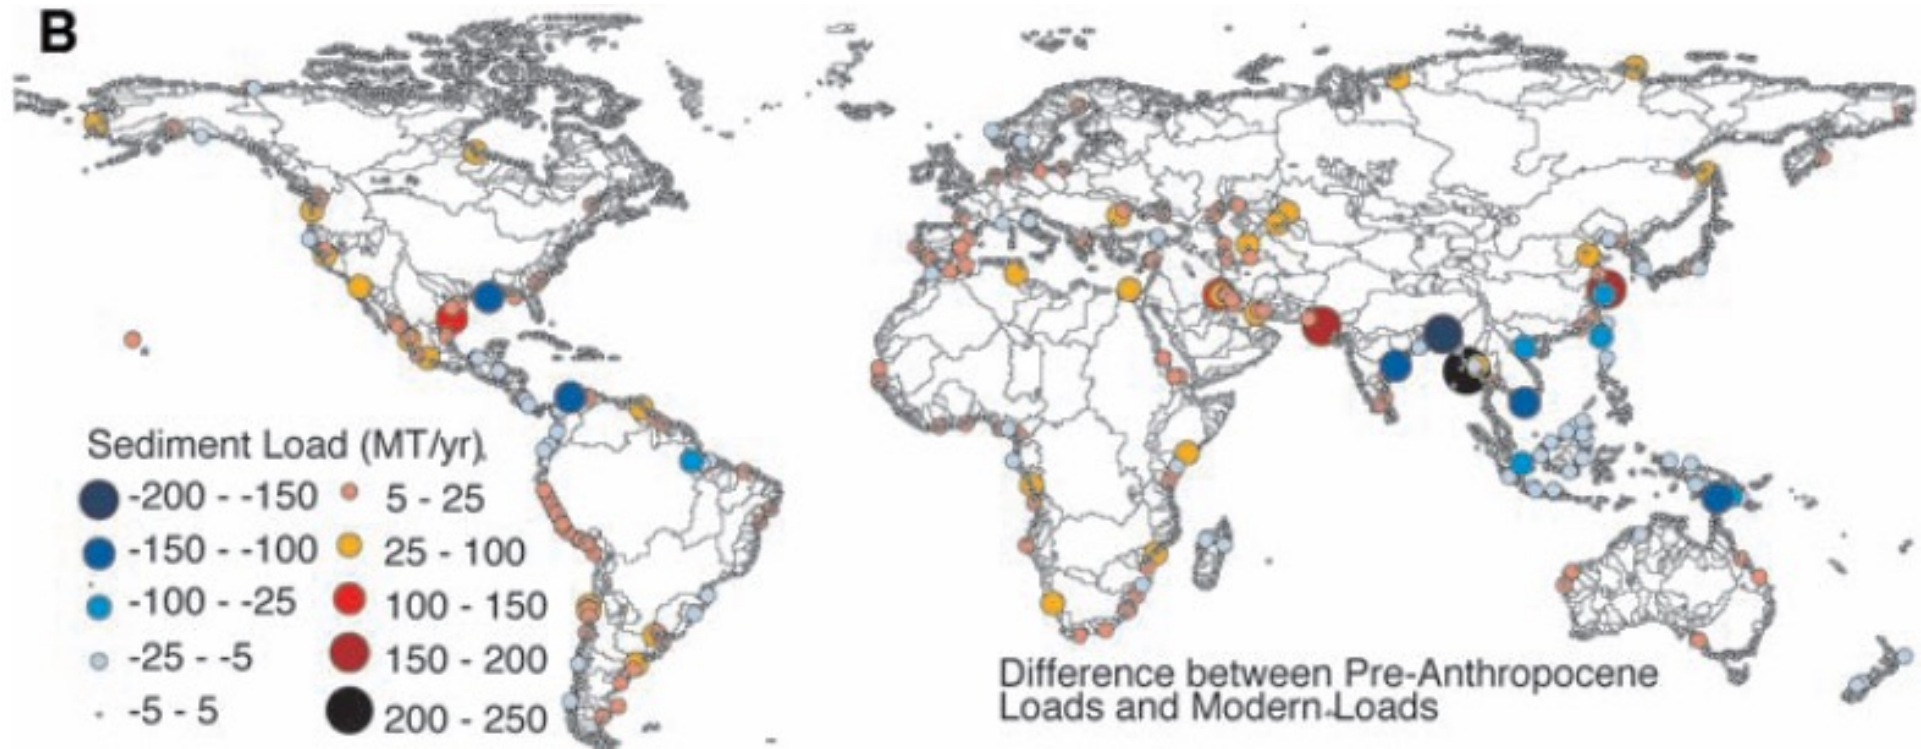 B
Sediment Load (MT/yr)
-200 - -150
-150 - -100
-100 - -25
-25 - -5
-5 - 5
5 - 25
25 - 100
100 - 150
150 - 200
200 - 250
Difference between Pre-Anthropocene
Loads and Modern Loads